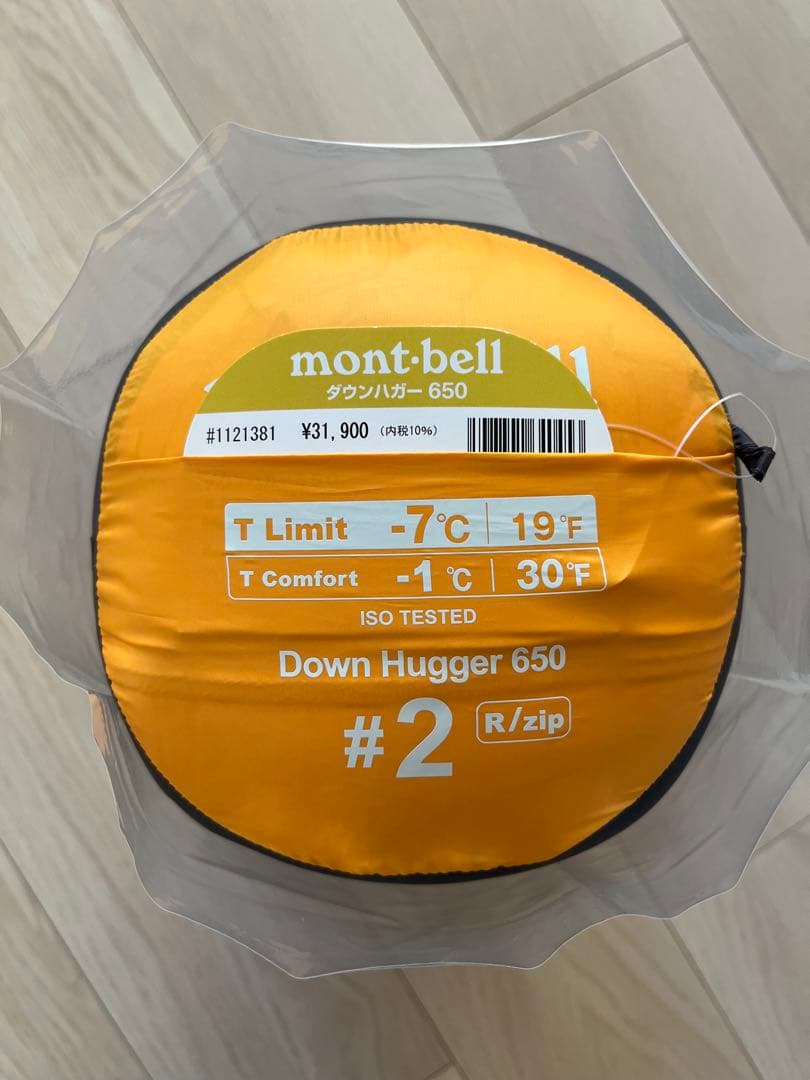 mont·bell
ダウンハガー 650
#1121381 ¥31,900 (内税10%)
T Limit -7℃ | 19°F
T Comfort -1℃ | 30°F
ISO TESTED
Down Hugger 650
#2 R/zip